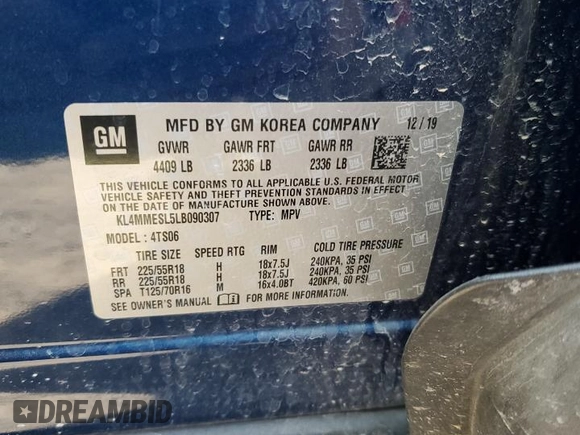 GM
MFD BY GM KOREA COMPANY 12/19
GVWR GAWR FRT GAWR RR
4409 LB 2336 LB 2336 LB
THIS VEHICLE CONFORMS TO ALL APPLICABLE U.S. FEDERAL MOTOR
VEHICLE SAFETY AND THEFT PREVENTION STANDARDS IN EFFECT
ON THE DATE OF MANUFACTURE SHOWN ABOVE.
KL4MMESL5LB090307 TYPE: MPV
MODEL: 4TS06
TIRE SIZE SPEED RTG RIM COLD TIRE PRESSURE
FRT 225/55R18 H 18x7.5J 240KPA, 35 PSI
RR 225/55R18 H 18x7.5J 240KPA, 35 PSI
SPA T125/70R16 M 16x4.0BT 420KPA, 60 PSI
SEE OWNER'S MANUAL FOR MORE INFORMATION.
DREAMBID